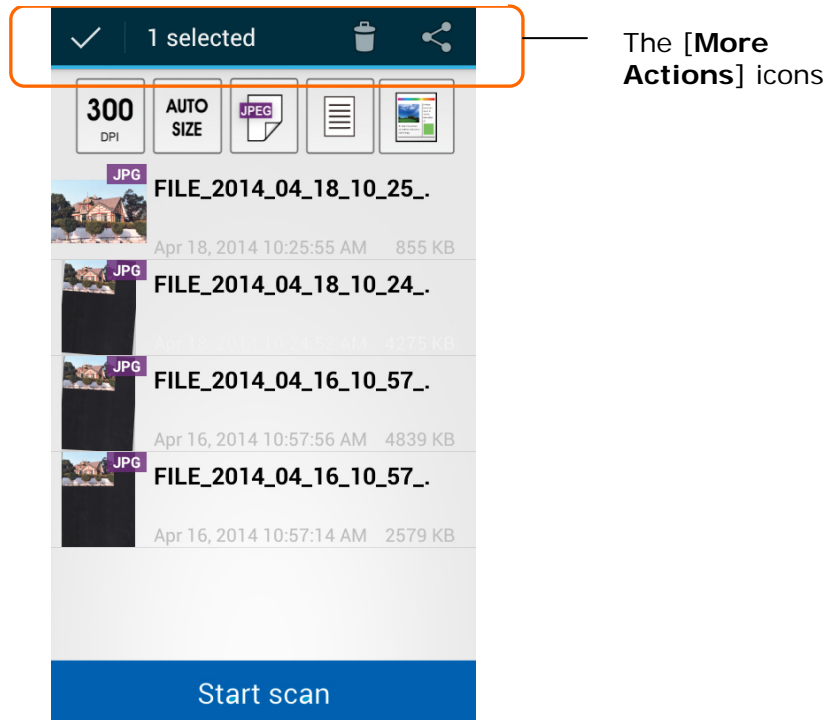 1 selected
The [More
Actions] icons
300
DPI
AUTO
SIZE
JPEG
JPG
FILE_2014_04_18_10_25_.
Apr 18, 2014 10:25:55 AM 855 KB
JPG
FILE_2014_04_18_10_24_.
4275 KB
JPG
FILE_2014_04_16_10_57_.
Apr 16, 2014 10:57:56 AM 4839 KB
JPG
FILE_2014_04_16_10_57_.
Apr 16, 2014 10:57:14 AM 2579 KB
Start scan